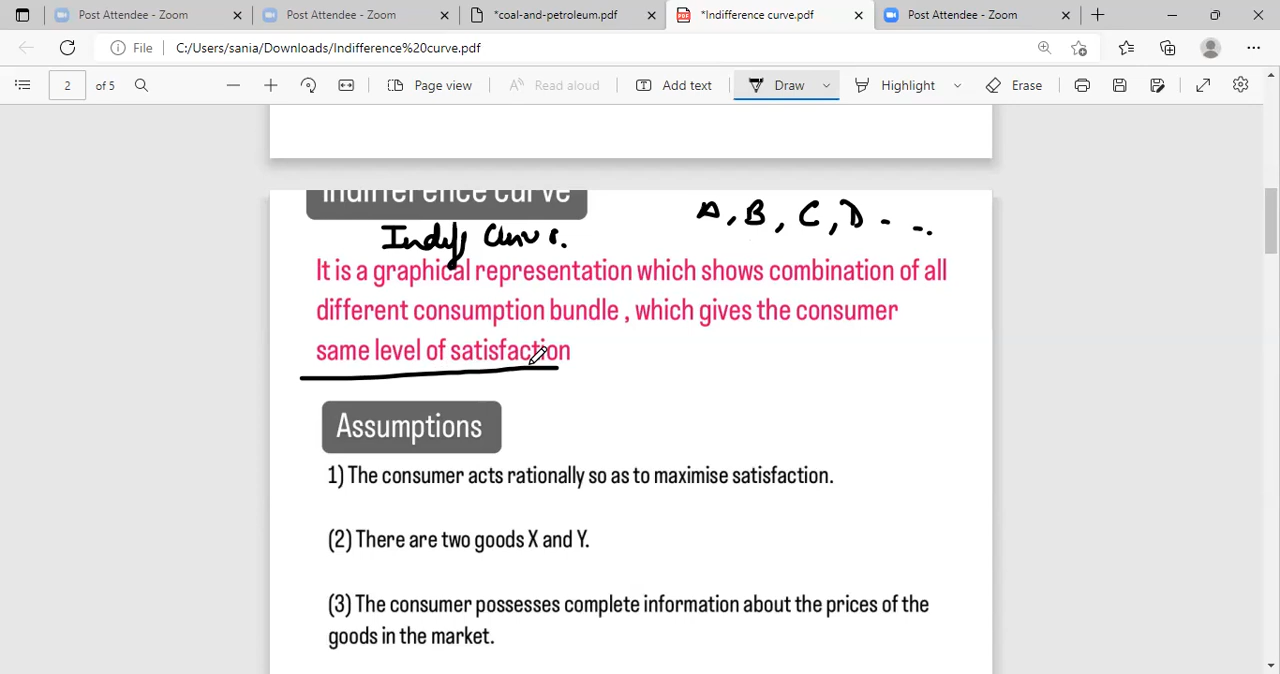 Post Attendee - Zoom
Post Attendee - Zoom
*coal-and-petroleum.pdf
*Indifference curve.pdf
Post Attendee - Zoom
File C:/Users/sania/Downloads/Indifference%20curve.pdf
2 of 5
Page view
Read aloud
Add text
Draw
Highlight
Erase
Indifference curve
A, B, C, D - -.
It is a graphical representation which shows combination of all
different consumption bundle , which gives the consumer
same level of satisfaction
Assumptions
1) The consumer acts rationally so as to maximise satisfaction.
(2) There are two goods X and Y.
(3) The consumer possesses complete information about the prices of the
goods in the market.